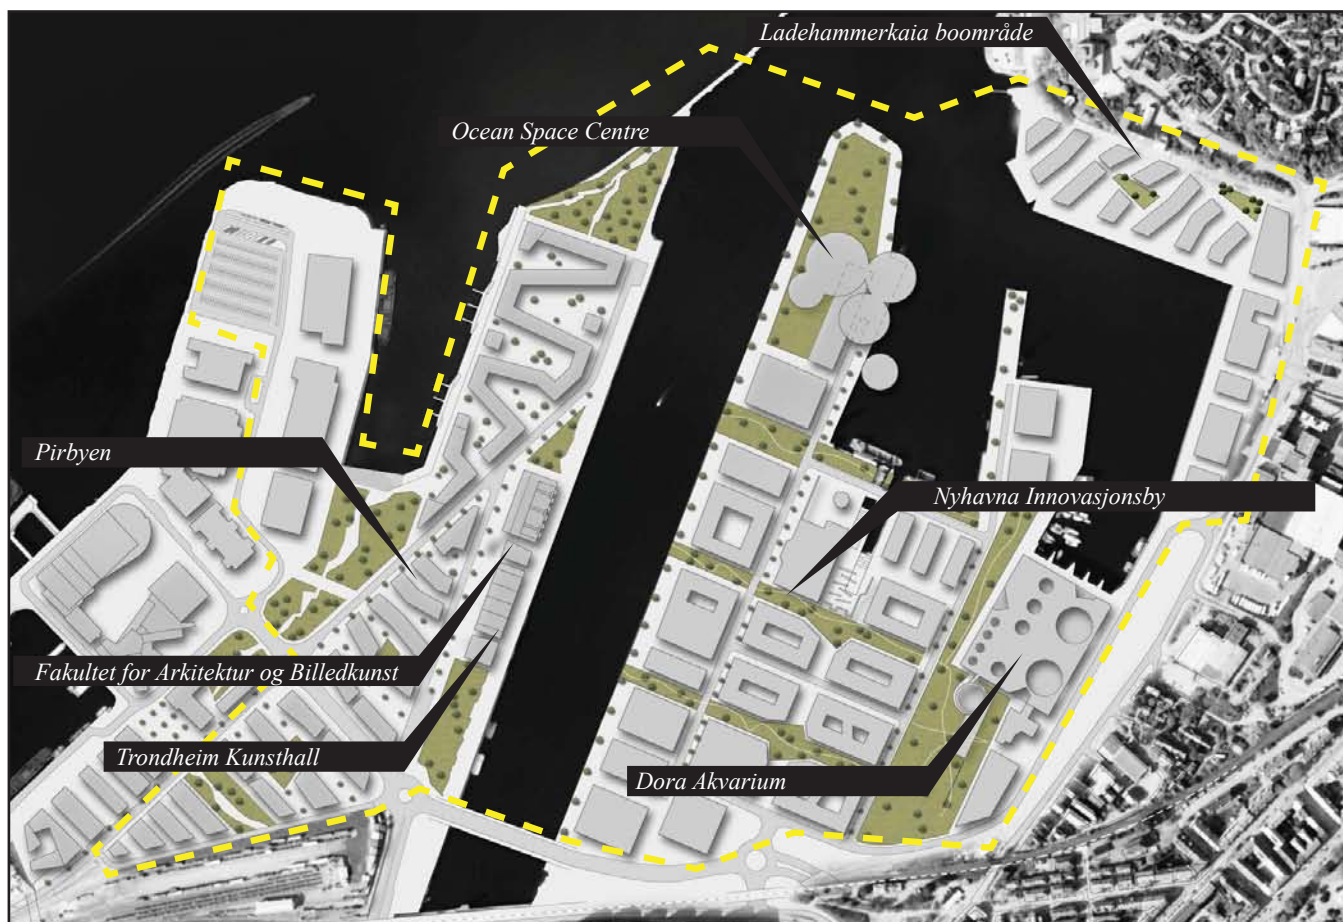 Ladehammerkaia boområde
Ocean Space Centre
Pirbyen
Nyhavna Innovasjonsby
Fakultet for Arkitektur og Billedkunst
Trondheim Kunsthall
Dora Akvarium